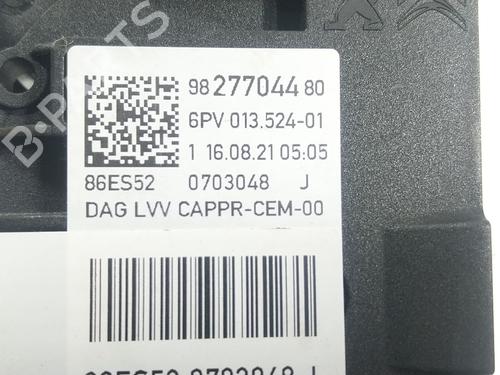 98 277044 80
6PV 013.524-01
1 16.08.21 05:05
86ES52 0703048 J
DAG LVV CAPPR-CEM-00
B-PARTS